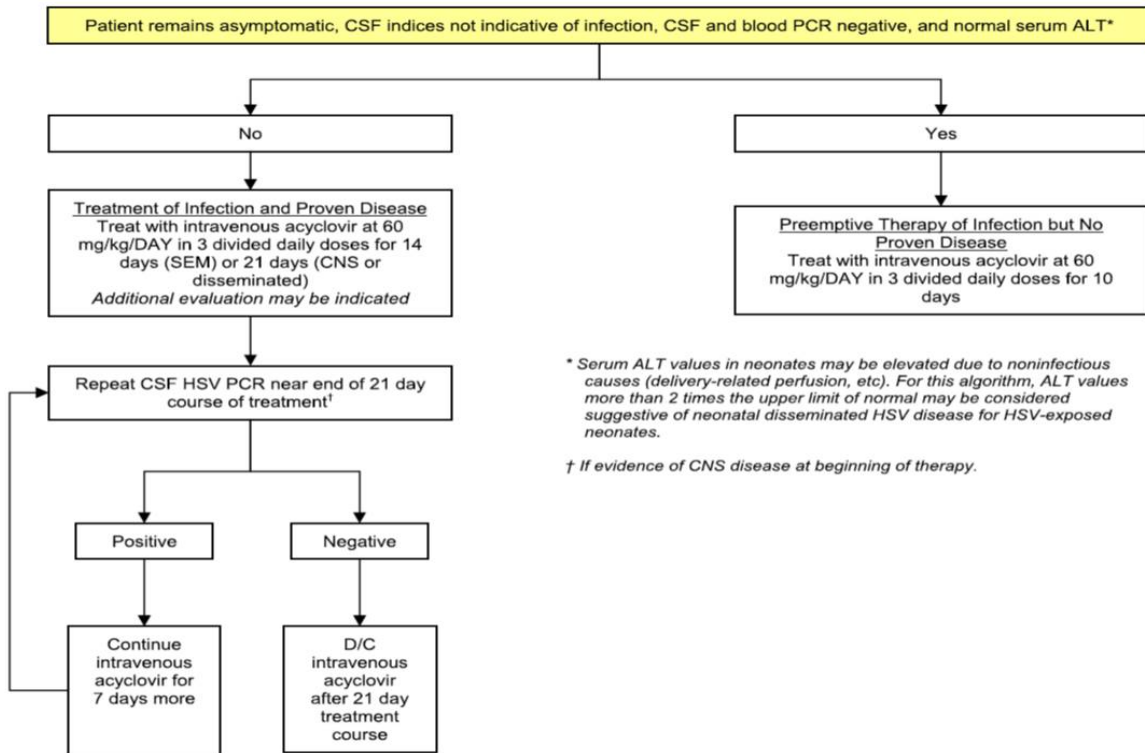 Patient remains asymptomatic, CSF indices not indicative of infection, CSF and blood PCR negative, and normal serum ALT*
No
Yes
Treatment of Infection and Proven Disease
Treat with intravenous acyclovir at 60
mg/kg/DAY in 3 divided daily doses for 14
days (SEM) or 21 days (CNS or
disseminated)
Additional evaluation may be indicated
Preemptive Therapy of Infection but No
Proven Disease
Treat with intravenous acyclovir at 60
mg/kg/DAY in 3 divided daily doses for 10
days
Repeat CSF HSV PCR near end of 21 day
course of treatment†
* Serum ALT values in neonates may be elevated due to noninfectious
causes (delivery-related perfusion, etc). For this algorithm, ALT values
more than 2 times the upper limit of normal may be considered
suggestive of neonatal disseminated HSV disease for HSV-exposed
neonates.
† If evidence of CNS disease at beginning of therapy.
Positive
Negative
Continue
intravenous
acyclovir for
7 days more
D/C
intravenous
acyclovir
after 21 day
treatment
course